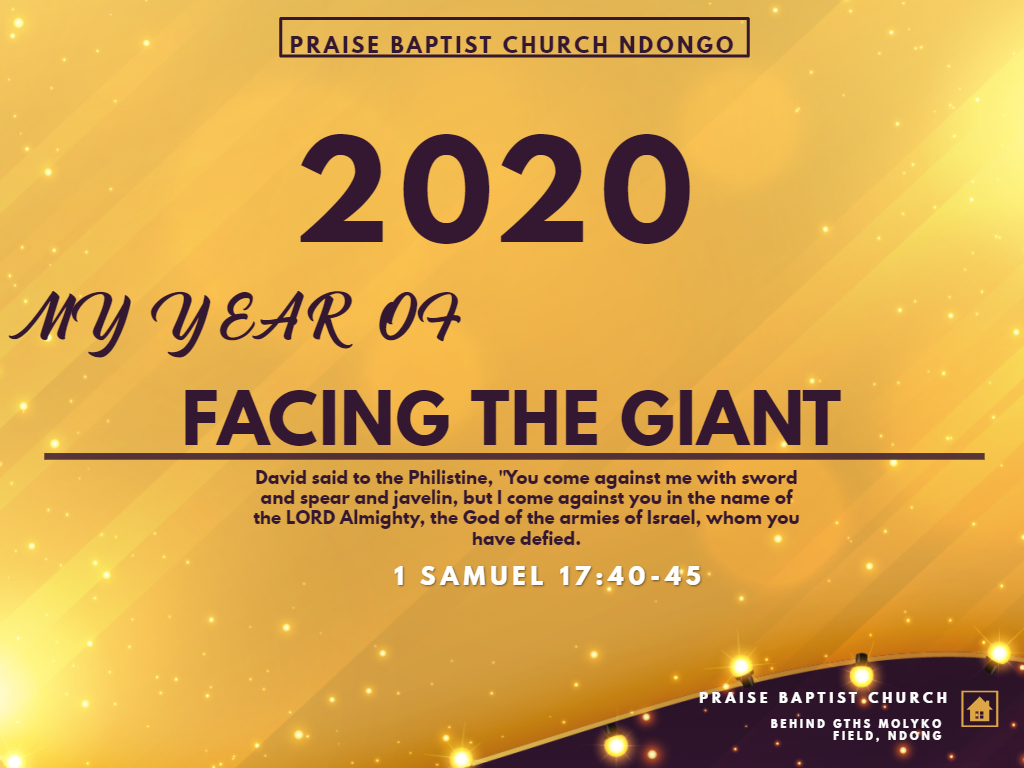 PRAISE BAPTIST CHURCH NDONGO
2020
MY YEAR OF
FACING THE GIANT
David said to the Philistine, "You come against me with sword
and spear and javelin, but I come against you in the name of
the LORD Almighty, the God of the armies of Israel, whom you
have defied.
1 SAMUEL 17:40-45
PRAISE BAPTIST CHURCH
BEHIND GTHS MOLYKO
FIELD, NDONG